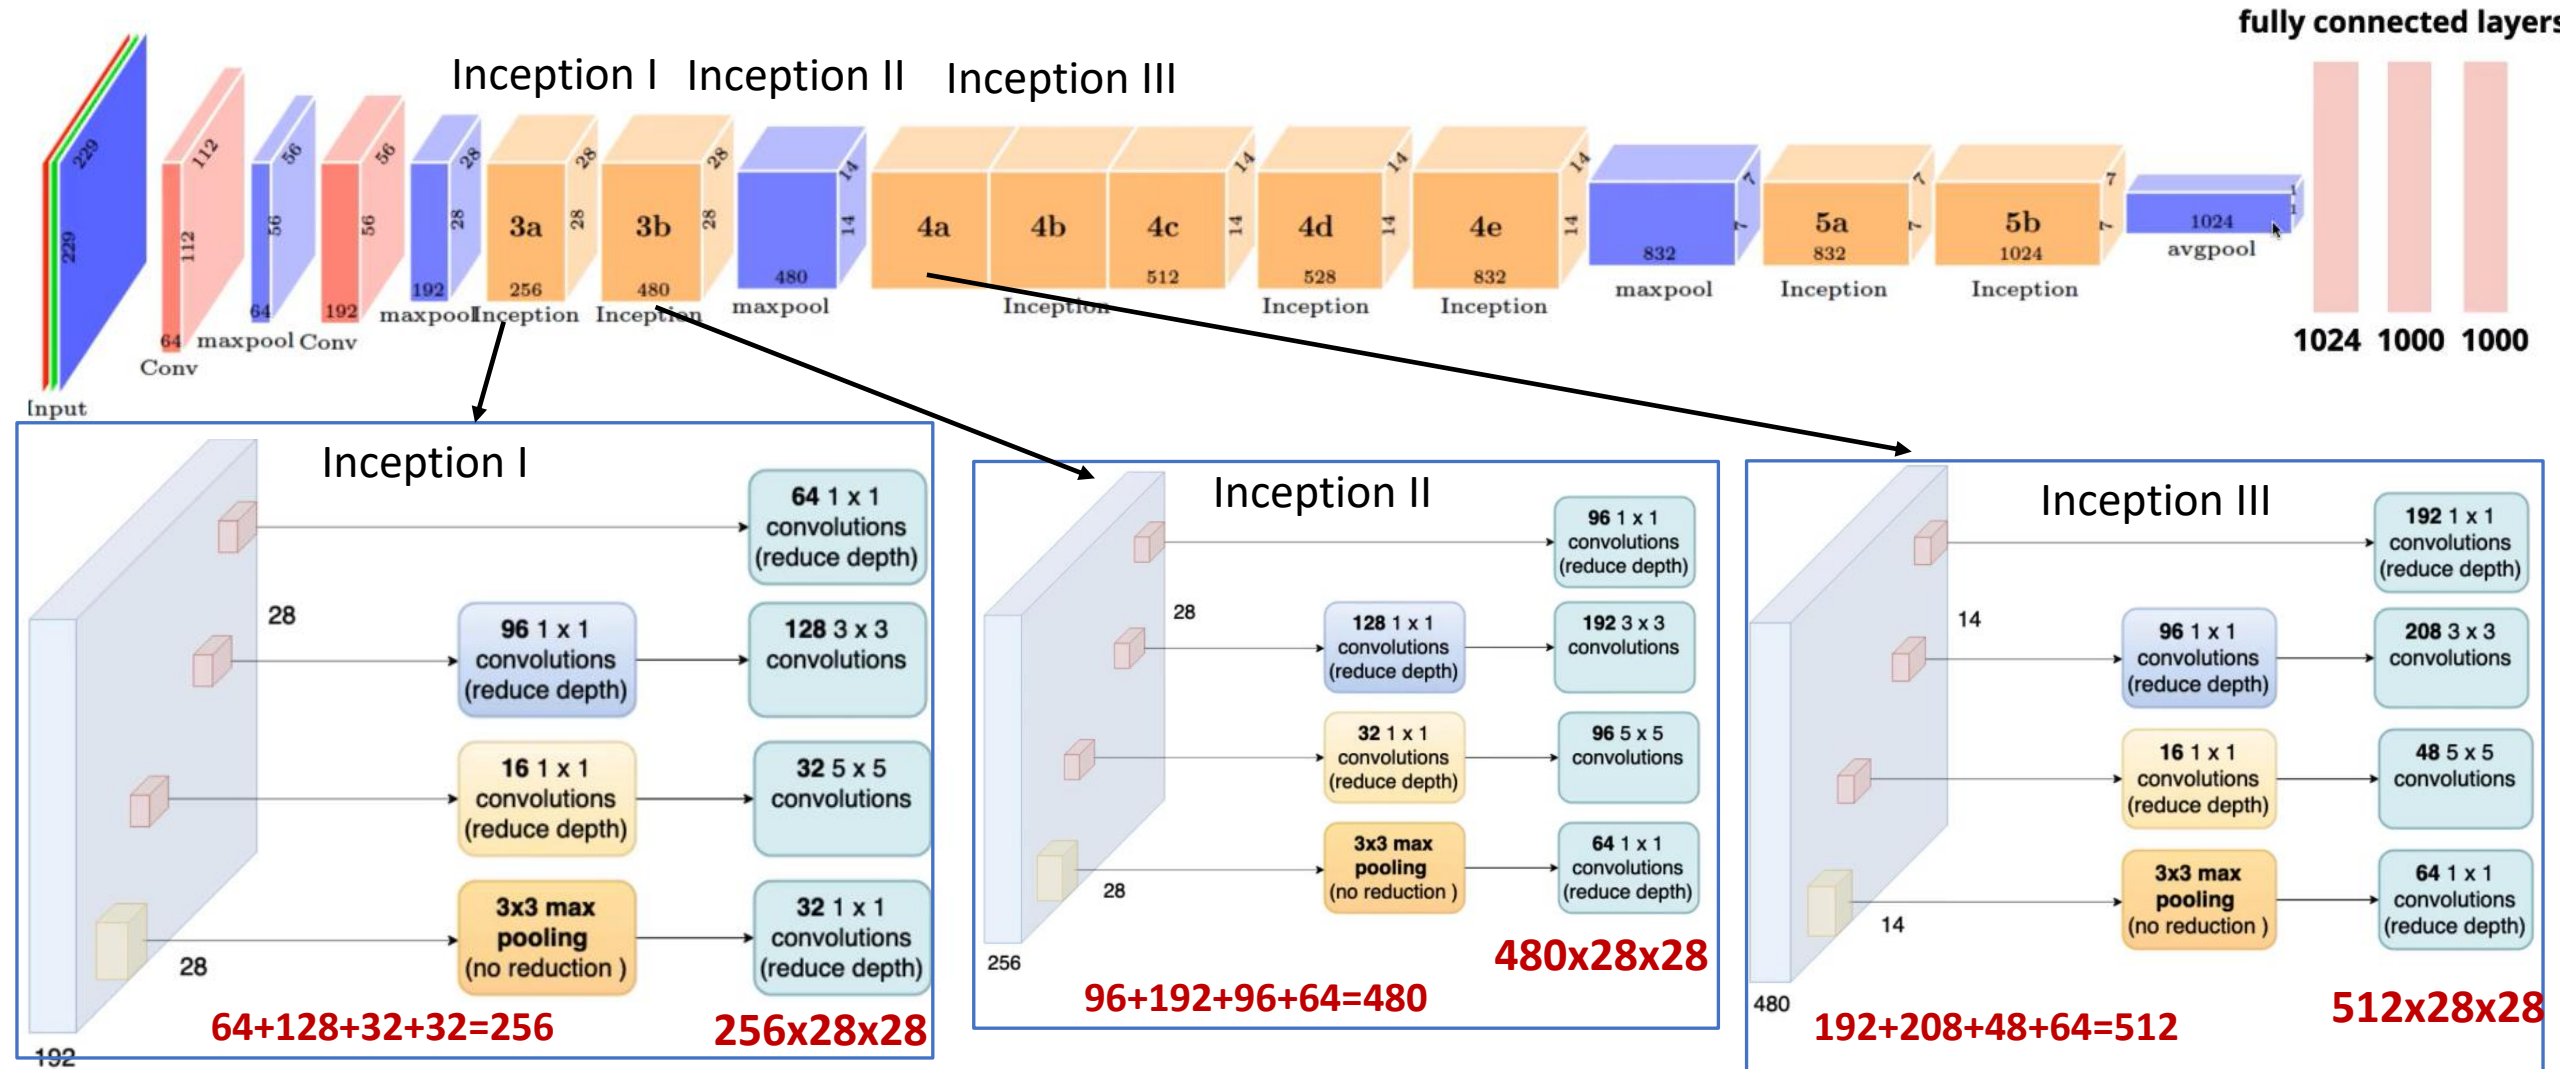 fully connected layers
Inception I
Inception II
Inception III
229
229
Input
112
112
64
Conv
56
56
64
maxpool
56
56
192
Conv
28
28
192
maxpool
28
28
3a
256
Inception
28
28
3b
480
Inception
14
14
480
maxpool
4a
4b
4c
14
14
512
Inception
4d
14
14
528
Inception
4e
14
14
832
Inception
7
7
832
maxpool
5a
7
7
832
Inception
5b
7
7
1024
Inception
1
1
1024
avgpool
1024
1000
1000
Inception I
28
28
192
64 1 x 1
convolutions
(reduce depth)
96 1 x 1
convolutions
(reduce depth)
128 3 x 3
convolutions
16 1 x 1
convolutions
(reduce depth)
32 5 x 5
convolutions
3x3 max
pooling
(no reduction )
32 1 x 1
convolutions
(reduce depth)
64+128+32+32=256
256x28x28
Inception II
28
28
256
96 1 x 1
convolutions
(reduce depth)
128 1 x 1
convolutions
(reduce depth)
192 3 x 3
convolutions
32 1 x 1
convolutions
(reduce depth)
96 5 x 5
convolutions
3x3 max
pooling
(no reduction )
64 1 x 1
convolutions
(reduce depth)
480x28x28
96+192+96+64=480
Inception III
14
14
480
192 1 x 1
convolutions
(reduce depth)
96 1 x 1
convolutions
(reduce depth)
208 3 x 3
convolutions
16 1 x 1
convolutions
(reduce depth)
48 5 x 5
convolutions
3x3 max
pooling
(no reduction )
64 1 x 1
convolutions
(reduce depth)
512x28x28
192+208+48+64=512